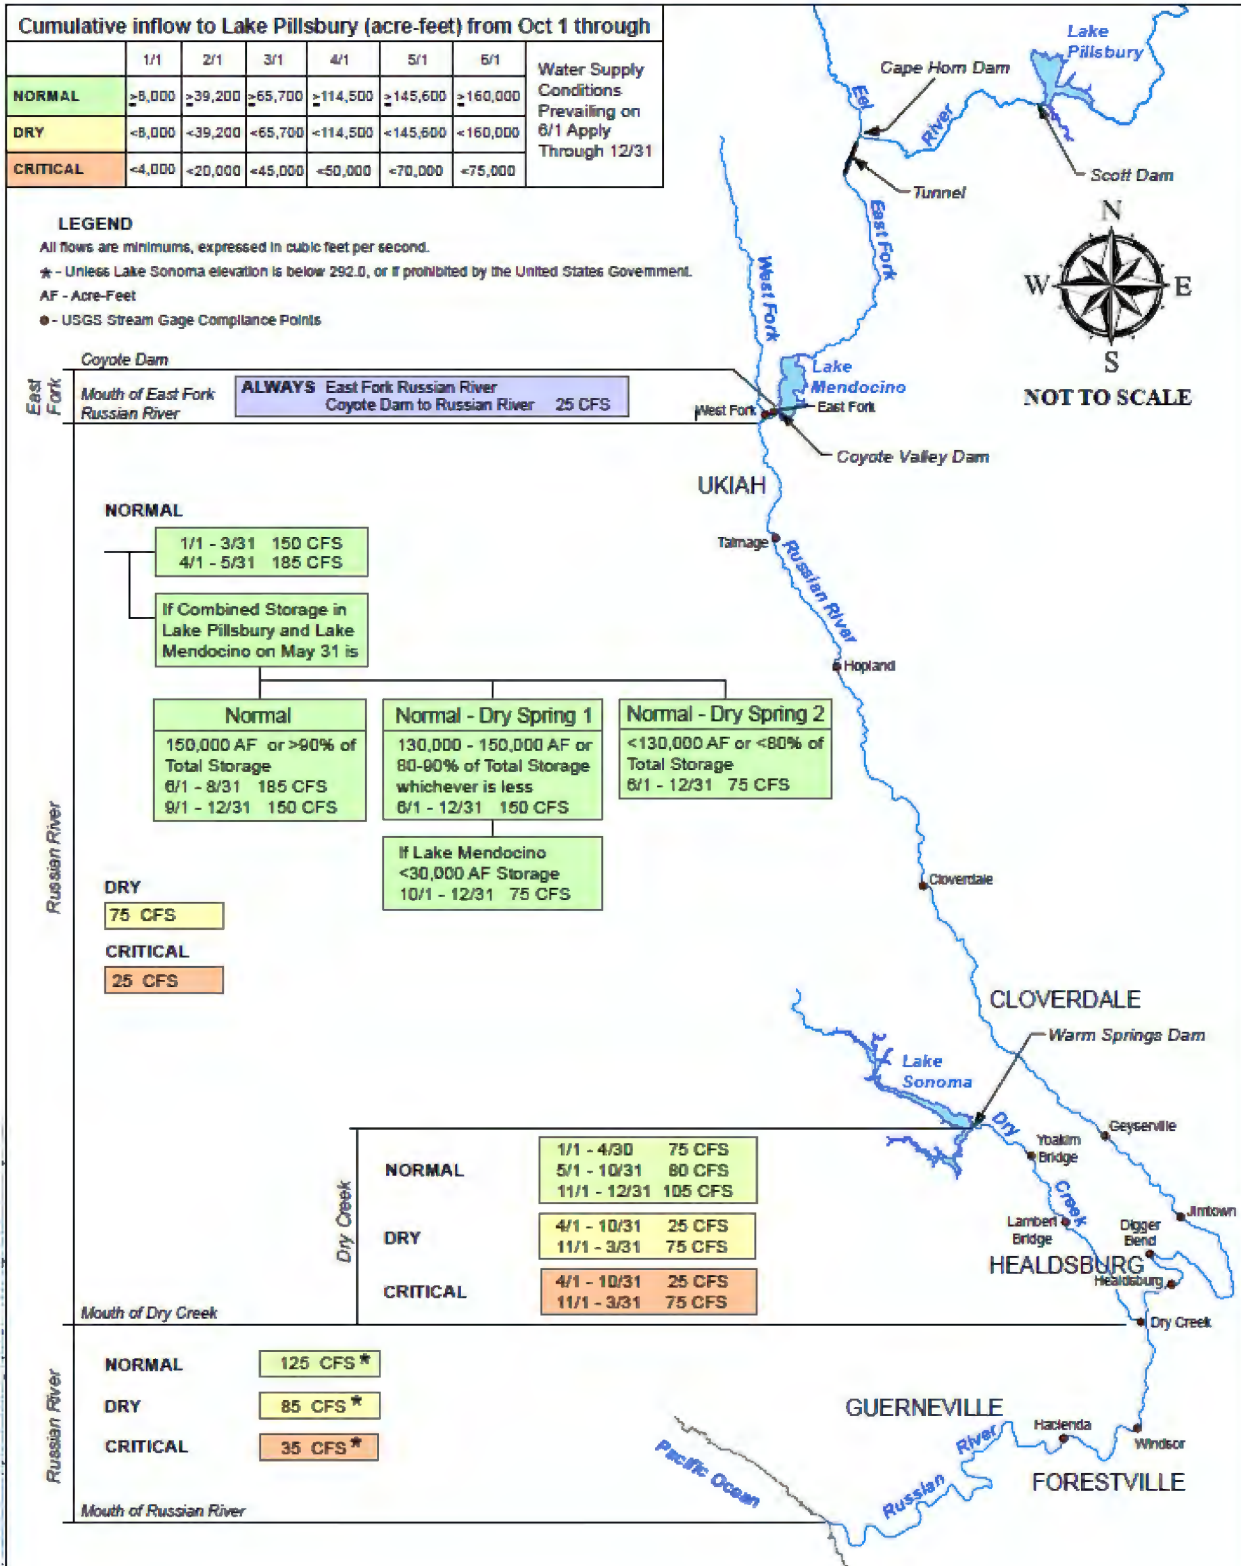 Cumulative inflow to Lake Pillsbury (acre-feet) from Oct 1 through
1/1 2/1 3/1 4/1 5/1 6/1
Water Supply
Conditions
Prevailing on
6/1 Apply
Through 12/31
NORMAL ≥8,000 ≥39,200 ≥65,700 ≥114,500 ≥145,600 ≥160,000
DRY <8,000 <39,200 <65,700 <114,500 <145,600 <160,000
CRITICAL <4,000 <20,000 <45,000 <50,000 <70,000 <75,000
LEGEND
All flows are minimums, expressed in cubic feet per second.
* - Unless Lake Sonoma elevation is below 292.0, or if prohibited by the United States Government.
AF - Acre-Feet
- USGS Stream Gage Compliance Points
Lake
Pillsbury
Cape Horn Dam
Eel
River
Scott Dam
Tunnel
East Fork
West Fork
N
W E
S
NOT TO SCALE
East
Fork
Coyote Dam
Mouth of East Fork
Russian River
ALWAYS East Fork Russian River
Coyote Dam to Russian River 25 CFS
Lake
Mendocino
West Fork
East Fork
Coyote Valley Dam
UKIAH
Talmage
Russian River
Hopland
Cloverdale
Russian River
NORMAL
1/1 - 3/31 150 CFS
4/1 - 5/31 185 CFS
If Combined Storage in
Lake Pillsbury and Lake
Mendocino on May 31 is
Normal
150,000 AF or >90% of
Total Storage
6/1 - 8/31 185 CFS
9/1 - 12/31 150 CFS
Normal - Dry Spring 1
130,000 - 150,000 AF or
80-90% of Total Storage
whichever is less
6/1 - 12/31 150 CFS
If Lake Mendocino
<30,000 AF Storage
10/1 - 12/31 75 CFS
Normal - Dry Spring 2
<130,000 AF or <80% of
Total Storage
6/1 - 12/31 75 CFS
DRY
75 CFS
CRITICAL
25 CFS
CLOVERDALE
Warm Springs Dam
Lake
Sonoma
Dry
Creek
Yoakim
Bridge
Geyserville
Lambert
Bridge
Digger
Bend
Jimtown
HEALDSBURG
Healdsburg
Dry Creek
Dry Creek
NORMAL
1/1 - 4/30 75 CFS
5/1 - 10/31 80 CFS
11/1 - 12/31 105 CFS
DRY
4/1 - 10/31 25 CFS
11/1 - 3/31 75 CFS
CRITICAL
4/1 - 10/31 25 CFS
11/1 - 3/31 75 CFS
Mouth of Dry Creek
Russian River
NORMAL 125 CFS*
DRY 85 CFS*
CRITICAL 35 CFS*
Mouth of Russian River
GUERNEVILLE
Hacienda
Windsor
FORESTVILLE
Russian
River
Pacific Ocean